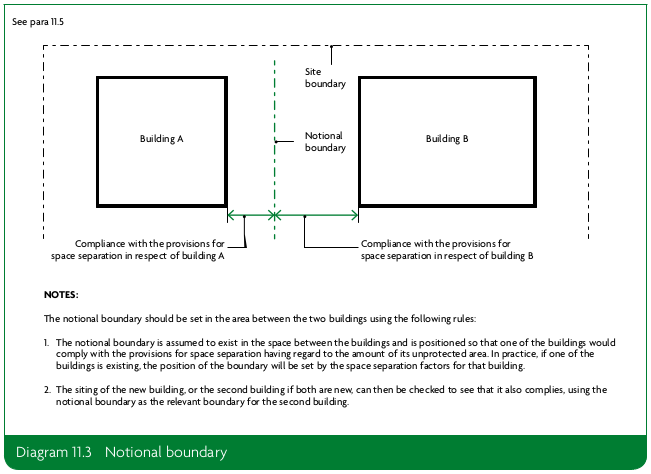 See para 11.5
Site
boundary
Building A
Notional
boundary
Building B
Compliance with the provisions for
space separation in respect of building A
Compliance with the provisions for
space separation in respect of building B
NOTES:
The notional boundary should be set in the area between the two buildings using the following rules:
1. The notional boundary is assumed to exist in the space between the buildings and is positioned so that one of the buildings would
comply with the provisions for space separation having regard to the amount of its unprotected area. In practice, if one of the
buildings is existing, the position of the boundary will be set by the space separation factors for that building.
2. The siting of the new building, or the second building if both are new, can then be checked to see that it also complies, using the
notional boundary as the relevant boundary for the second building.
Diagram 11.3 Notional boundary